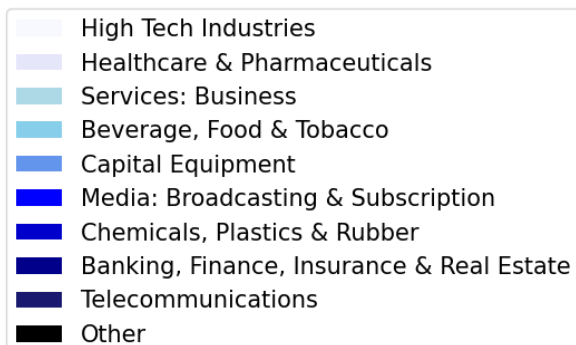 High Tech Industries
Healthcare & Pharmaceuticals
Services: Business
Beverage, Food & Tobacco
Capital Equipment
Media: Broadcasting & Subscription
Chemicals, Plastics & Rubber
Banking, Finance, Insurance & Real Estate
Telecommunications
Other